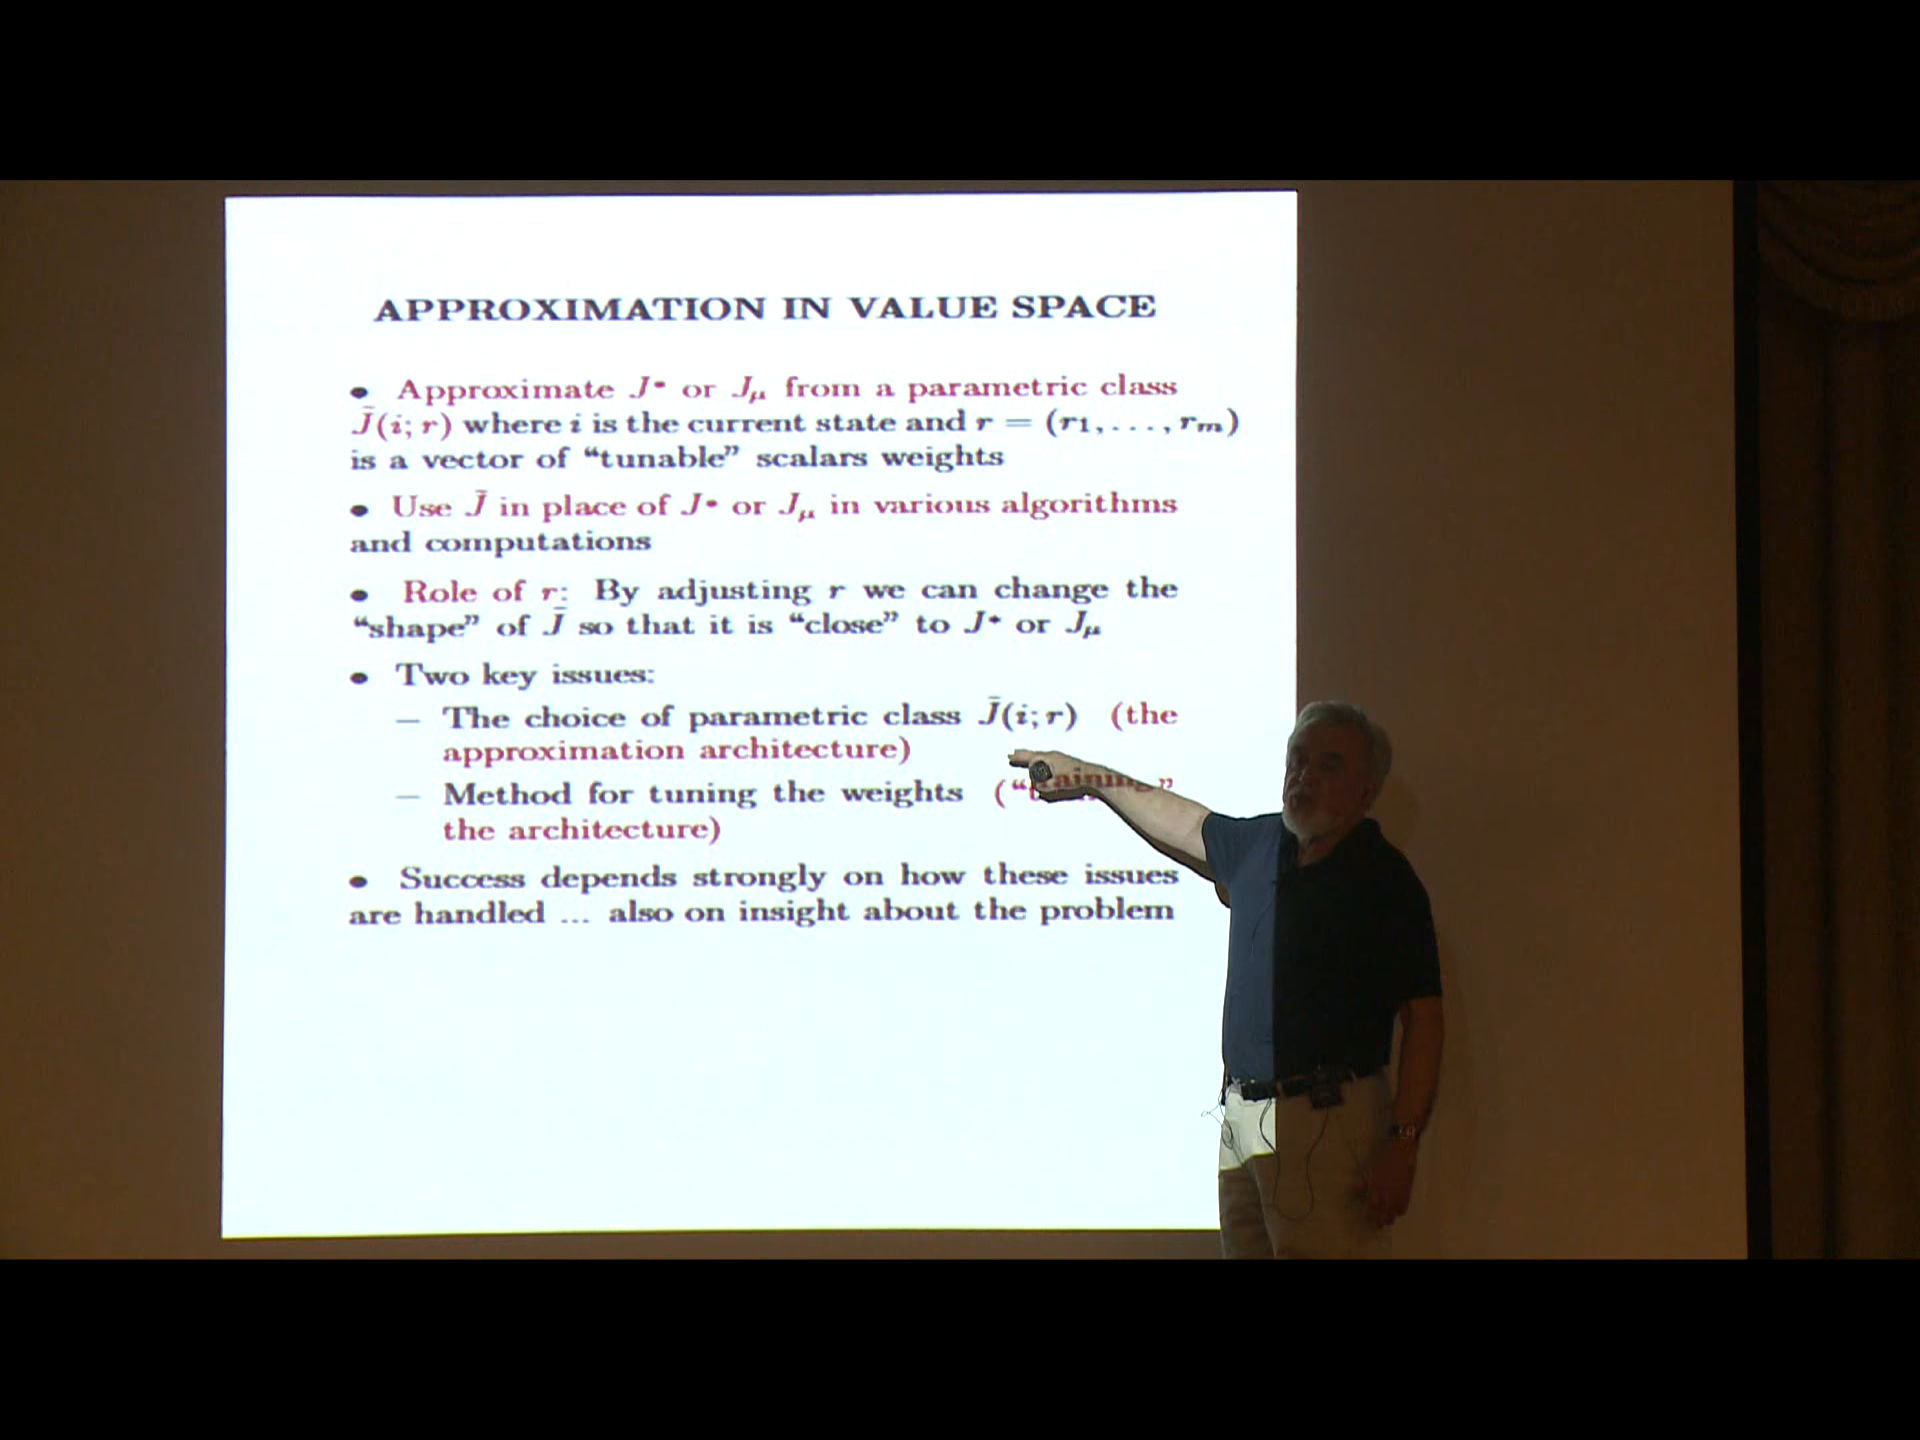 APPROXIMATION IN VALUE SPACE
• Approximate J* or Jμ from a parametric class
J̄(i; r) where i is the current state and r = (r1, . . . , rm)
is a vector of “tunable” scalars weights
• Use J̄ in place of J* or Jμ in various algorithms
and computations
• Role of r: By adjusting r we can change the
“shape” of J̄ so that it is “close” to J* or Jμ
• Two key issues:
− The choice of parametric class J̄(i; r) (the
approximation architecture)
− Method for tuning the weights (“training”
the architecture)
• Success depends strongly on how these issues
are handled ... also on insight about the problem